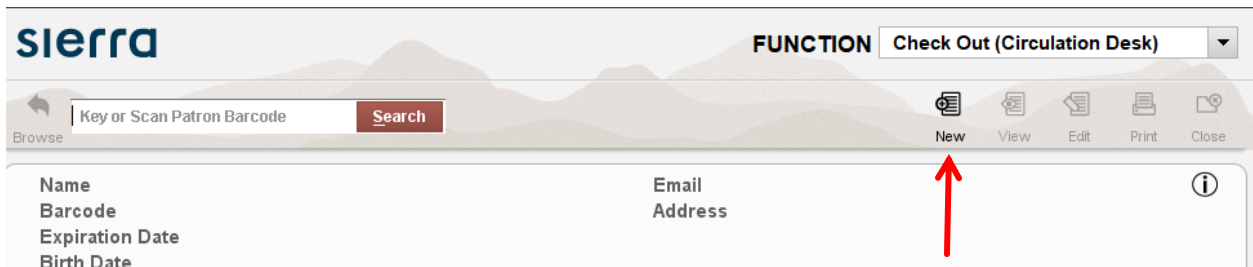 sierra
FUNCTION Check Out (Circulation Desk)
Key or Scan Patron Barcode Search
Browse New View Edit Print Close
Name Email
Barcode Address
Expiration Date
Birth Date